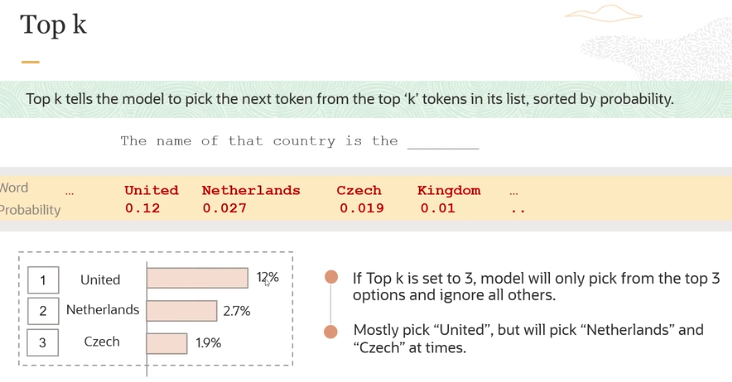 Top k
Top k tells the model to pick the next token from the top ‘k’ tokens in its list, sorted by probability.
The name of that country is the ________
Word ... United Netherlands Czech Kingdom ...
Probability 0.12 0.027 0.019 0.01 ..
1 United 12%
2 Netherlands 2.7%
3 Czech 1.9%
If Top k is set to 3, model will only pick from the top 3
options and ignore all others.
Mostly pick “United”, but will pick “Netherlands” and
“Czech” at times.